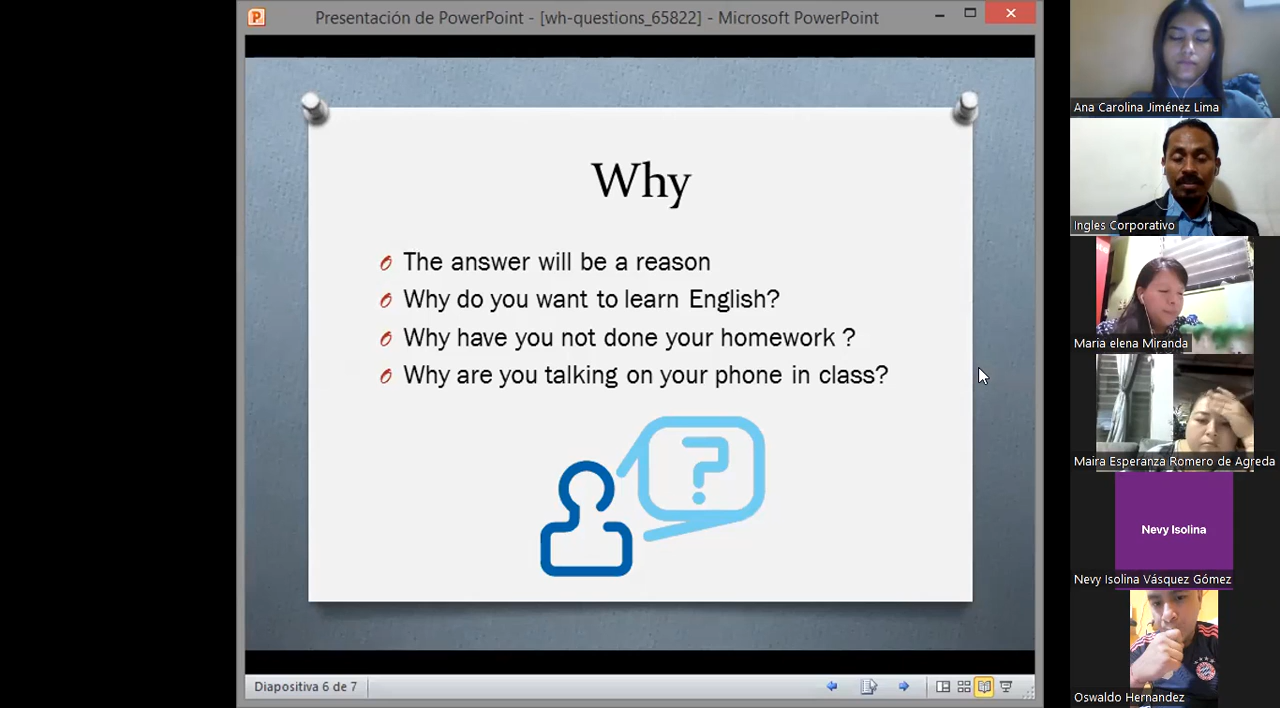 Presentación de PowerPoint - [wh-questions_65822] - Microsoft PowerPoint
Why
The answer will be a reason
Why do you want to learn English?
Why have you not done your homework ?
Why are you talking on your phone in class?
?
Diapositiva 6 de 7
Ana Carolina Jiménez Lima
Ingles Corporativo
Maria elena Miranda
Maira Esperanza Romero de Agreda
Nevy Isolina
Nevy Isolina Vásquez Gómez
Oswaldo Hernandez